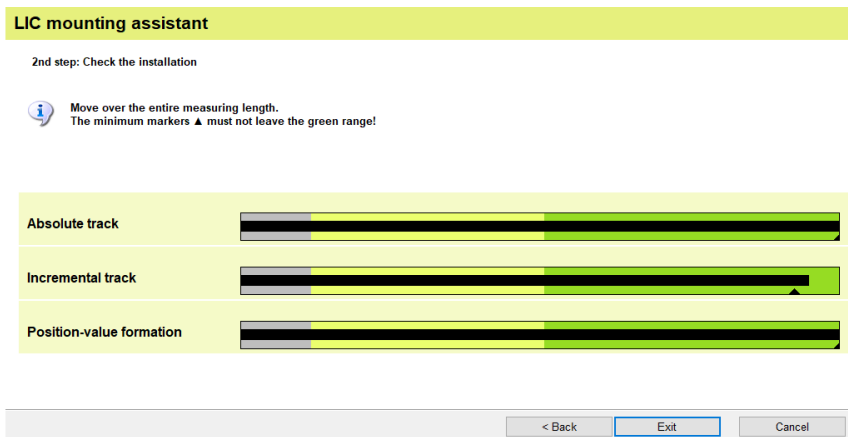 LIC mounting assistant
2nd step: Check the installation
Move over the entire measuring length.
The minimum markers ▲ must not leave the green range!
Absolute track
Incremental track
Position-value formation
< Back
Exit
Cancel